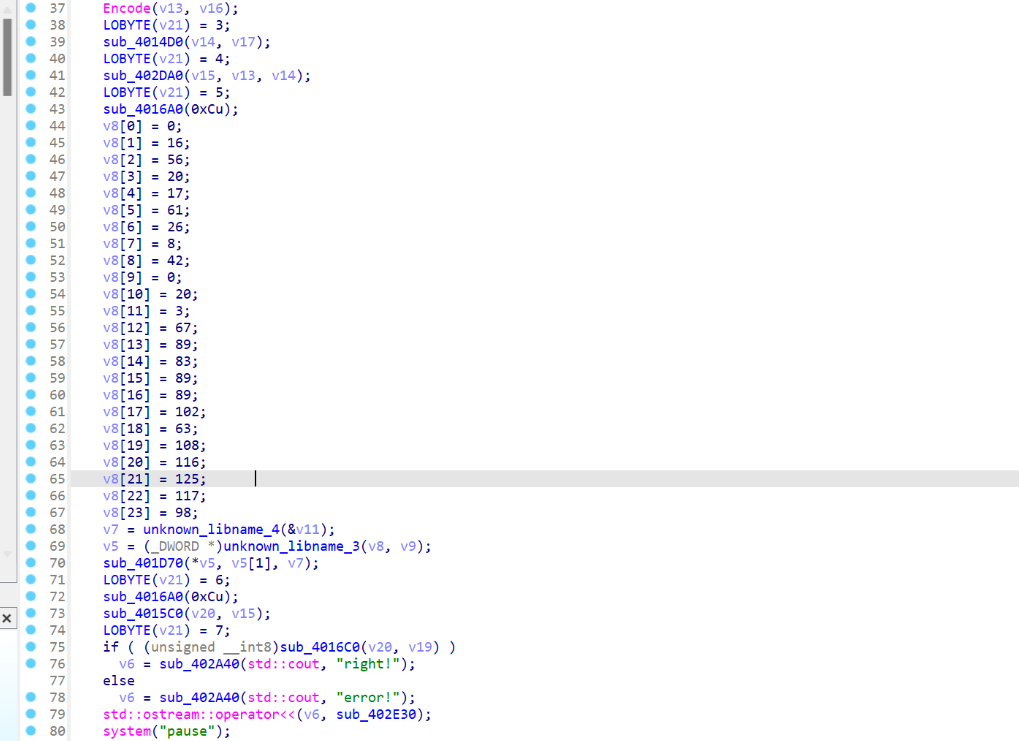 37 Encode(v13, v16);
38 LOBYTE(v21) = 3;
39 sub_4014D0(v14, v17);
40 LOBYTE(v21) = 4;
41 sub_402DA0(v15, v13, v14);
42 LOBYTE(v21) = 5;
43 sub_4016A0(0xCu);
44 v8[0] = 0;
45 v8[1] = 16;
46 v8[2] = 56;
47 v8[3] = 20;
48 v8[4] = 17;
49 v8[5] = 61;
50 v8[6] = 26;
51 v8[7] = 8;
52 v8[8] = 42;
53 v8[9] = 0;
54 v8[10] = 20;
55 v8[11] = 3;
56 v8[12] = 67;
57 v8[13] = 89;
58 v8[14] = 83;
59 v8[15] = 89;
60 v8[16] = 89;
61 v8[17] = 102;
62 v8[18] = 63;
63 v8[19] = 108;
64 v8[20] = 116;
65 v8[21] = 125;
66 v8[22] = 117;
67 v8[23] = 98;
68 v7 = unknown_libname_4(&v11);
69 v5 = (_DWORD *)unknown_libname_3(v8, v9);
70 sub_401D70(*v5, v5[1], v7);
71 LOBYTE(v21) = 6;
72 sub_4016A0(0xCu);
73 sub_4015C0(v20, v15);
74 LOBYTE(v21) = 7;
75 if ( (unsigned __int8)sub_4016C0(v20, v19) )
76 v6 = sub_402A40(std::cout, "right!");
77 else
78 v6 = sub_402A40(std::cout, "error!");
79 std::ostream::operator<<(v6, sub_402E30);
80 system("pause");